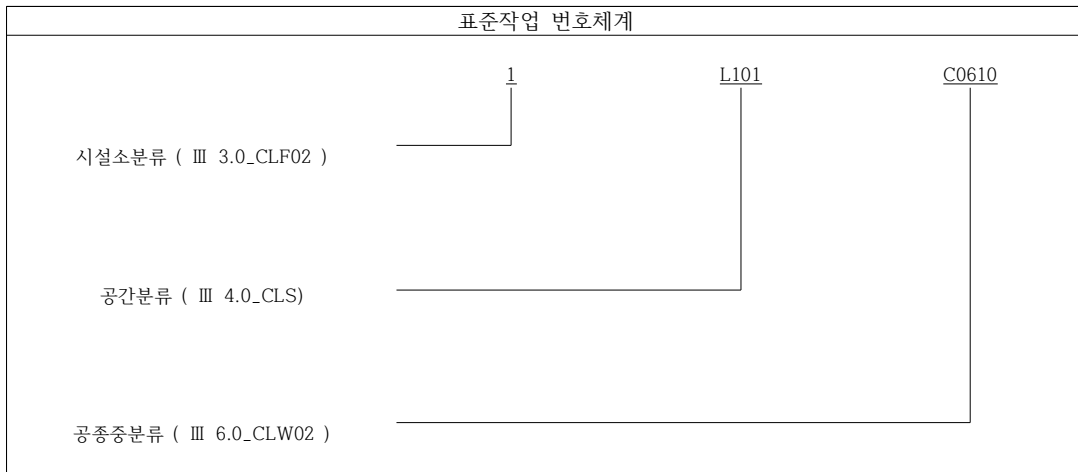 표준작업 번호체계
1 L101 C0610
시설소분류 ( Ⅲ 3.0_CLF02 )
공간분류 ( Ⅲ 4.0_CLS)
공종중분류 ( Ⅲ 6.0_CLW02 )